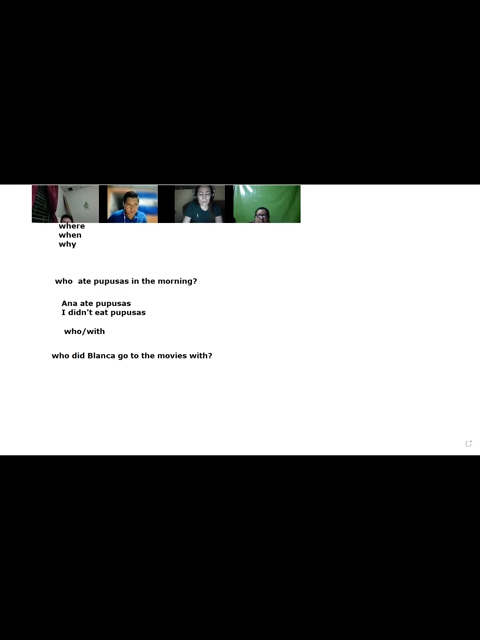 where
when
why
who ate pupusas in the morning?
Ana ate pupusas
I didn't eat pupusas
who/with
who did Blanca go to the movies with?